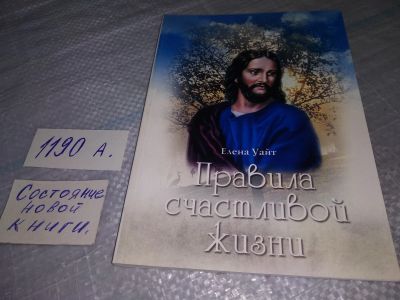 1190 А.
Состояние
новой
книги.
Елена Уайт
Правила
счастливой
жизни